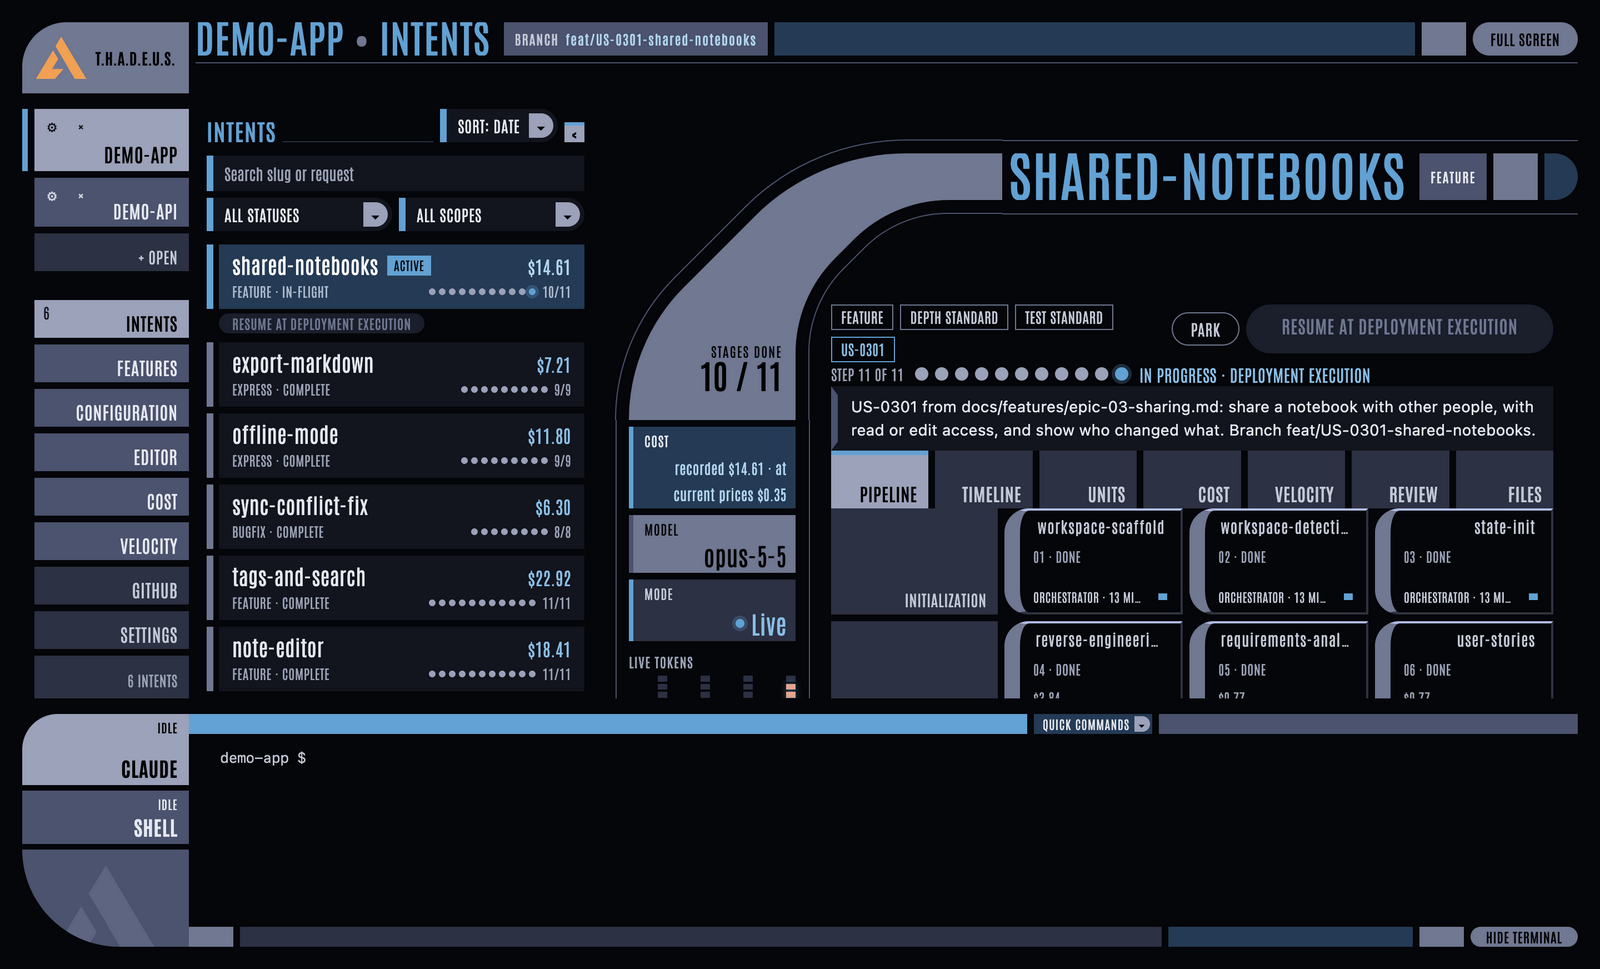 T.H.A.D.E.U.S.
DEMO-APP • INTENTS
BRANCH feat/US-0301-shared-notebooks
FULL SCREEN
DEMO-APP
DEMO-API
+ OPEN
6
INTENTS
FEATURES
CONFIGURATION
EDITOR
COST
VELOCITY
GITHUB
SETTINGS
6 INTENTS
INTENTS
SORT: DATE
Search slug or request
ALL STATUSES
ALL SCOPES
shared-notebooks ACTIVE $14.61
FEATURE · IN-FLIGHT 10/11
RESUME AT DEPLOYMENT EXECUTION
export-markdown $7.21
EXPRESS · COMPLETE 9/9
offline-mode $11.80
EXPRESS · COMPLETE 9/9
sync-conflict-fix $6.30
BUGFIX · COMPLETE 8/8
tags-and-search $22.92
FEATURE · COMPLETE 11/11
note-editor $18.41
FEATURE · COMPLETE 11/11
SHARED-NOTEBOOKS
FEATURE
STAGES DONE
10 / 11
COST
recorded $14.61 · at
current prices $0.35
MODEL
opus-5-5
MODE
Live
LIVE TOKENS
FEATURE DEPTH STANDARD TEST STANDARD
US-0301
PARK
RESUME AT DEPLOYMENT EXECUTION
STEP 11 OF 11 IN PROGRESS · DEPLOYMENT EXECUTION
US-0301 from docs/features/epic-03-sharing.md: share a notebook with other people, with
read or edit access, and show who changed what. Branch feat/US-0301-shared-notebooks.
PIPELINE TIMELINE UNITS COST VELOCITY REVIEW FILES
INITIALIZATION
workspace-scaffold
01 · DONE
ORCHESTRATOR · 13 MI…
workspace-detecti…
02 · DONE
ORCHESTRATOR · 13 MI…
state-init
03 · DONE
ORCHESTRATOR · 13 MI…
reverse-engineeri…
04 · DONE
requirements-anal…
05 · DONE
user-stories
06 · DONE
IDLE
CLAUDE
IDLE
SHELL
QUICK COMMANDS
demo-app $
HIDE TERMINAL